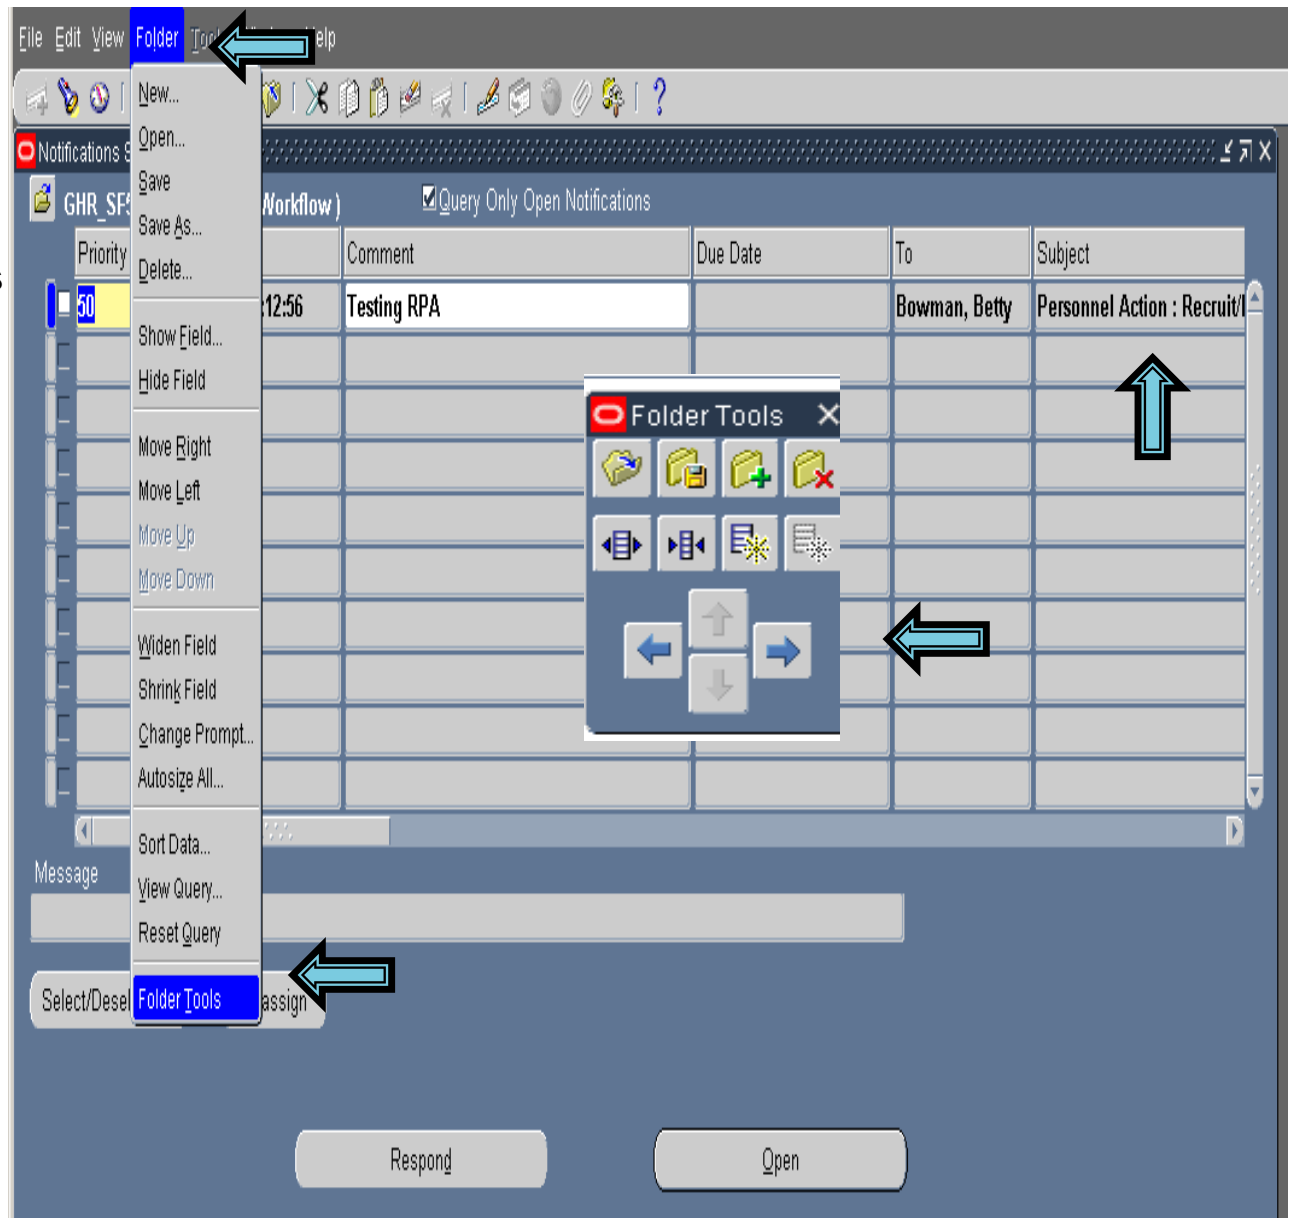 File Edit View Folder Help
New...
Open...
Notifications
Save
GHR_SF5 Workflow )
Query Only Open Notifications
Save As...
Priority
Comment
Due Date
To
Subject
Delete...
50
:12:56
Testing RPA
Bowman, Betty
Personnel Action : Recruit/
Show Field...
Hide Field
Folder Tools
Move Right
Move Left
Move Up
Move Down
Widen Field
Shrink Field
Change Prompt...
Autosize All...
Sort Data...
Message
View Query...
Reset Query
Select/Desel
Folder Tools
assign
Respond
Open